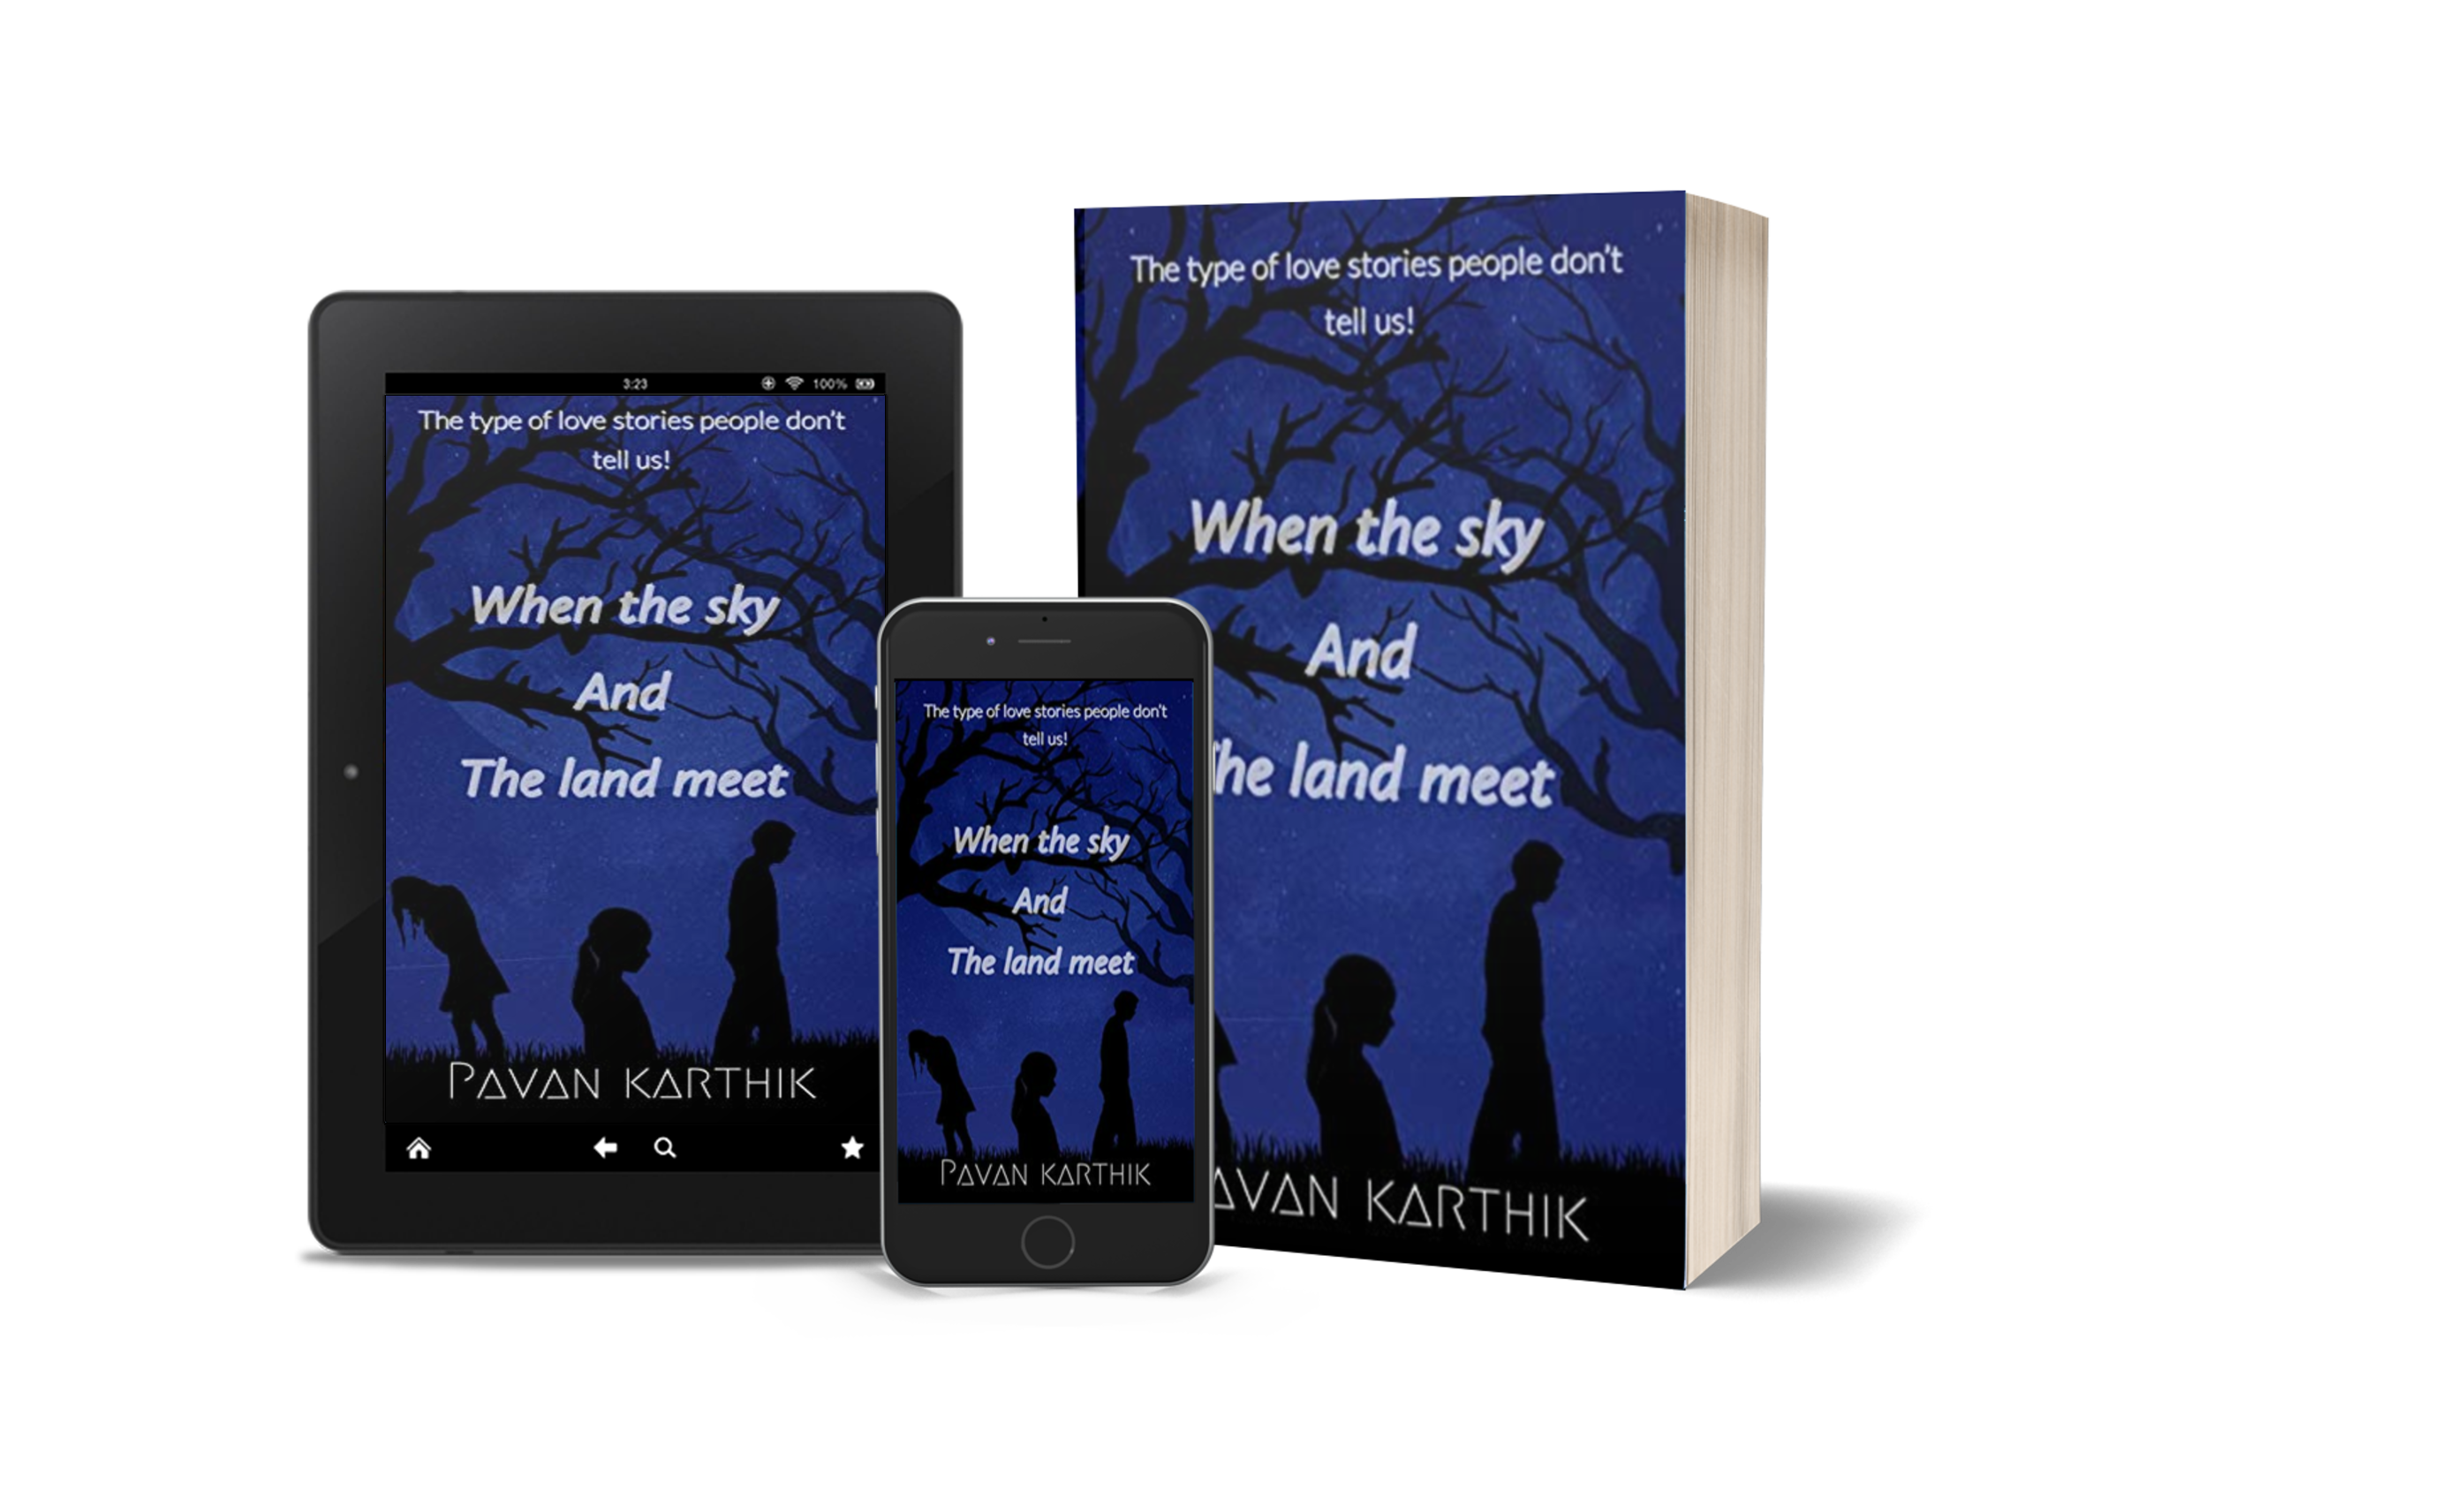 3:23 100%
The type of love stories people don't
tell us!
When the sky
And
The land meet
PAVAN KARTHIK
The type of love stories people don't
tell us!
When the sky
And
The land meet
PAVAN KARTHIK
The type of love stories people don't
tell us!
When the sky
And
The land meet
PAVAN KARTHIK